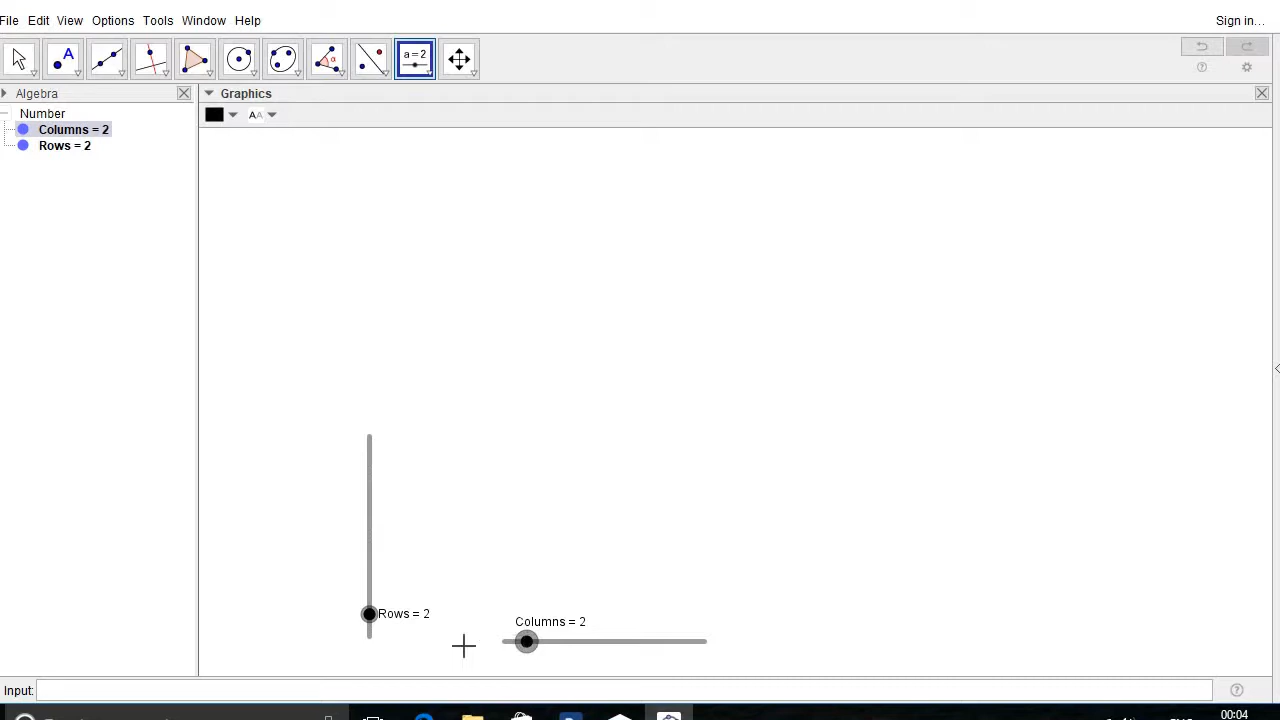 File Edit View Options Tools Window Help Sign in...
A α a = 2
Algebra Graphics
Number AA
Columns = 2
Rows = 2
Rows = 2
Columns = 2
Input:
00:04